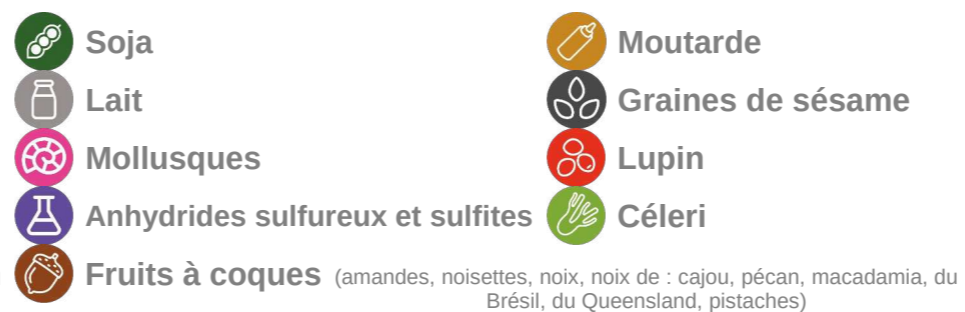 Soja
Moutarde
Lait
Graines de sésame
Mollusques
Lupin
Anhydrides sulfureux et sulfites
Céleri
Fruits à coques (amandes, noisettes, noix, noix de : cajou, pécan, macadamia, du
Brésil, du Queensland, pistaches)